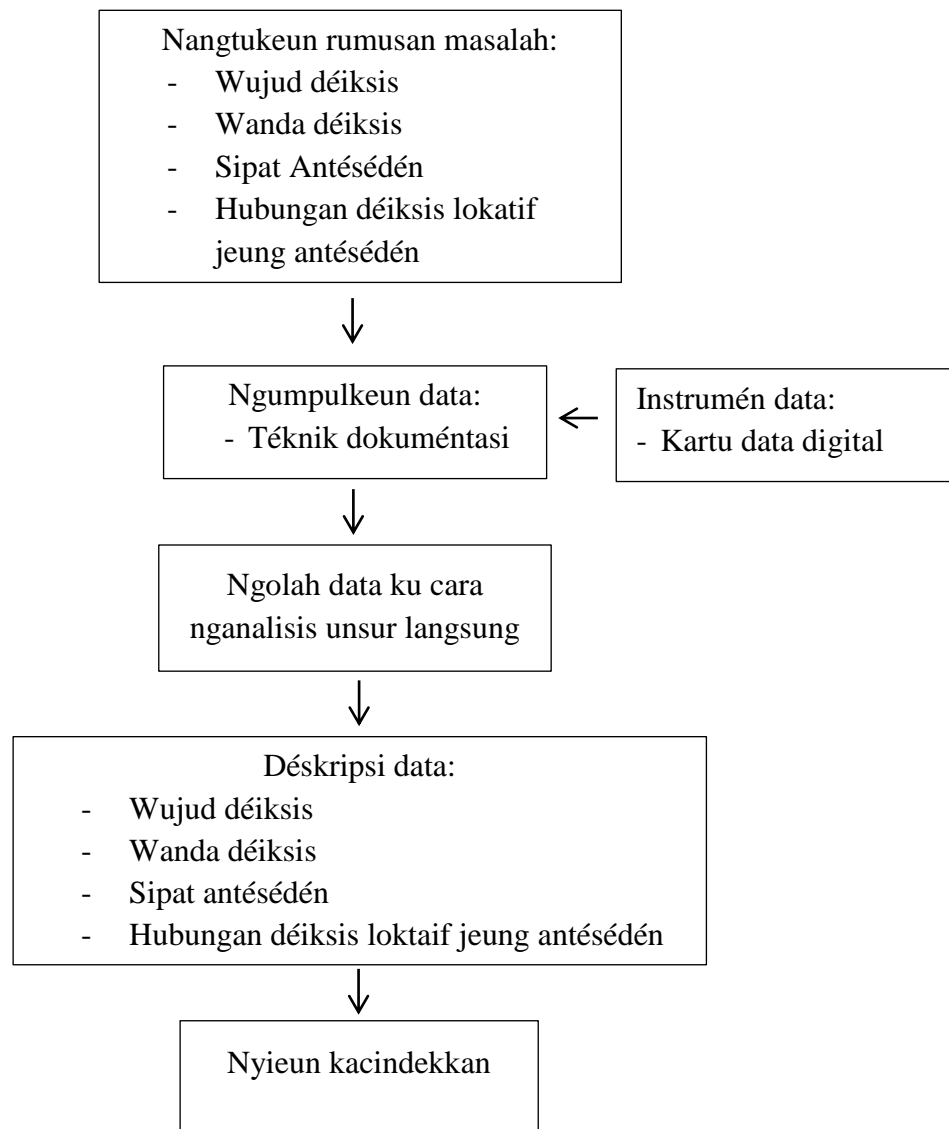 Nangtukeun rumusan masalah:
- Wujud déiksis
- Wanda déiksis
- Sipat Antésédén
- Hubungan déiksis lokatif
jeung antésédén
Ngumpulkeun data:
- Téknik dokuméntasi
Instrumén data:
- Kartu data digital
Ngolah data ku cara
nganalisis unsur langsung
Déskripsi data:
- Wujud déiksis
- Wanda déiksis
- Sipat antésédén
- Hubungan déiksis loktaif jeung antésédén
Nyieun kacindekkan